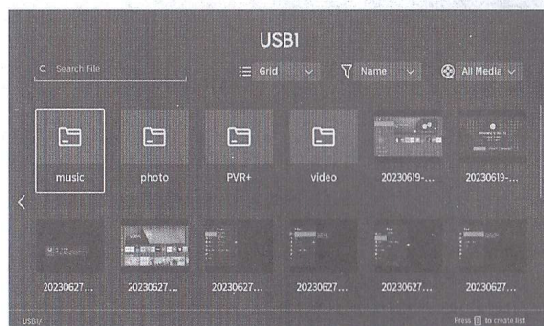 USB1
Search File
Grid
Name
All Media
music
photo
PVR+
video
20230619-...
20230619-...
20230627...
20230627...
20230627...
20230627...
20230627...
20230627...
USB1/
Press to create list